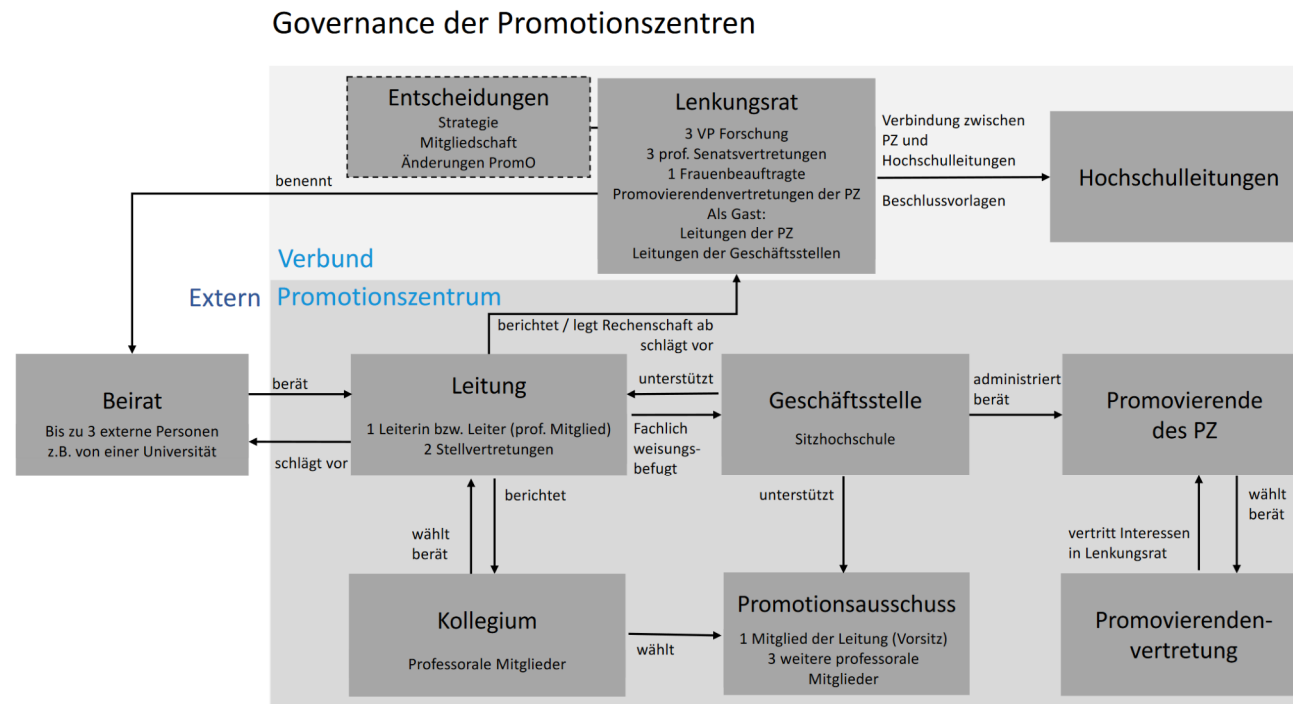 Governance der Promotionszentren
Entscheidungen
Strategie
Mitgliedschaft
Änderungen PromO
Lenkungsrat
3 VP Forschung
3 prof. Senatsvertretungen
1 Frauenbeauftragte
Promovierendenvertretungen der PZ
Als Gast:
Leitungen der PZ
Leitungen der Geschäftsstellen
Verbindung zwischen
PZ und
Hochschulleitungen
Beschlussvorlagen
Hochschulleitungen
benennt
Verbund
Extern
Promotionszentrum
berichtet / legt Rechenschaft ab
schlägt vor
Beirat
Bis zu 3 externe Personen
z.B. von einer Universität
berät
schlägt vor
Leitung
1 Leiterin bzw. Leiter (prof. Mitglied)
2 Stellvertretungen
unterstützt
Fachlich
weisungs-
befugt
Geschäftsstelle
Sitzhochschule
administriert
berät
Promovierende
des PZ
wählt
berät
berichtet
unterstützt
vertritt Interessen
in Lenkungsrat
wählt
berät
Kollegium
Professorale Mitglieder
wählt
Promotionsausschuss
1 Mitglied der Leitung (Vorsitz)
3 weitere professorale
Mitglieder
Promovierenden-
vertretung